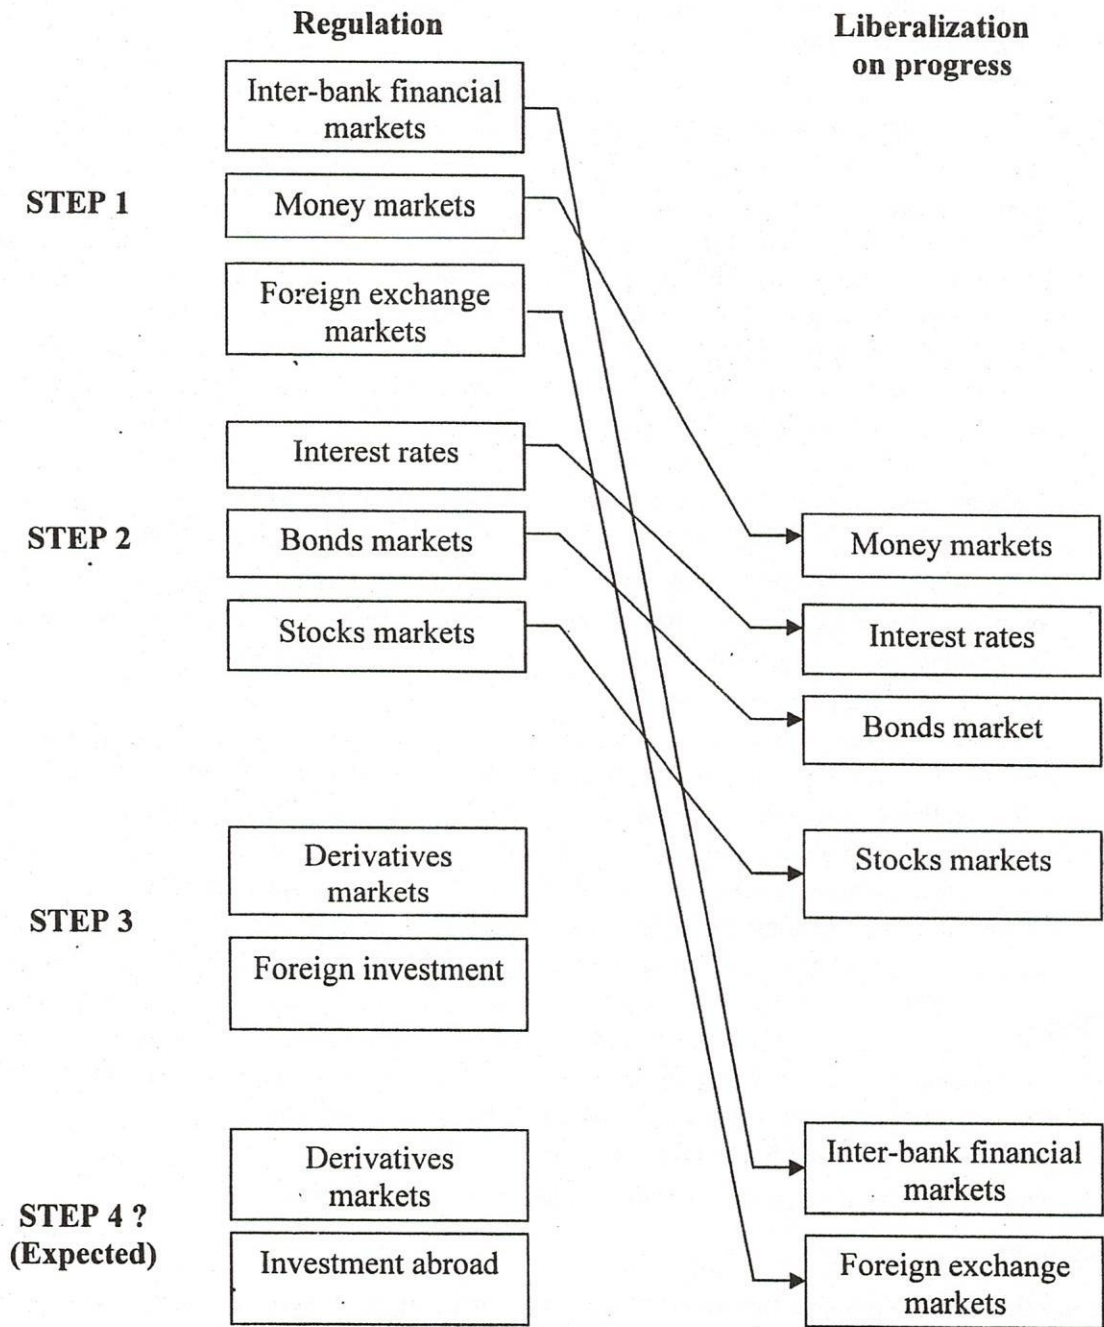 Regulation
Liberalization
on progress
Inter-bank financial
markets
STEP 1
Money markets
Foreign exchange
markets
Interest rates
STEP 2
Bonds markets
Money markets
Stocks markets
Interest rates
Bonds market
Derivatives
markets
Stocks markets
STEP 3
Foreign investment
Derivatives
markets
Inter-bank financial
markets
STEP 4 ?
(Expected)
Investment abroad
Foreign exchange
markets